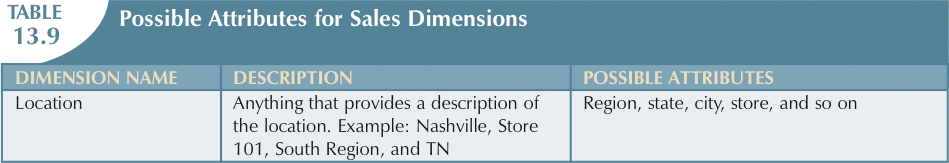 TABLE
13.9
Possible Attributes for Sales Dimensions
DIMENSION NAME
DESCRIPTION
POSSIBLE ATTRIBUTES
Location
Anything that provides a description of
the location. Example: Nashville, Store
101, South Region, and TN
Region, state, city, store, and so on